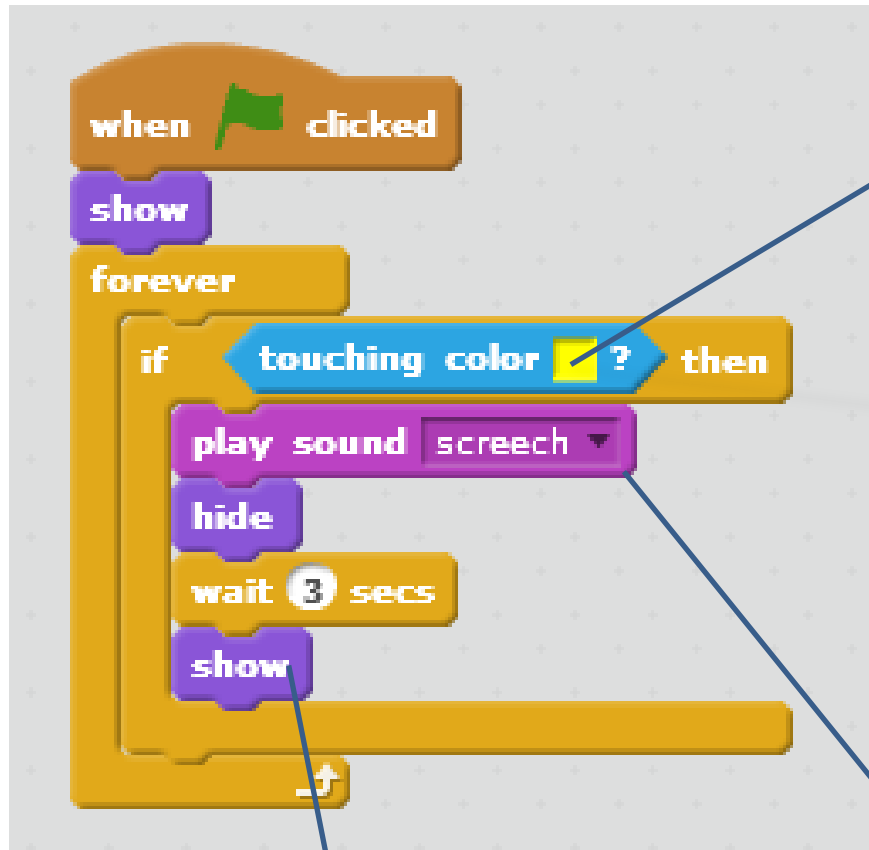 when clicked
show
forever
if touching color ? then
play sound screech
hide
wait 3 secs
show